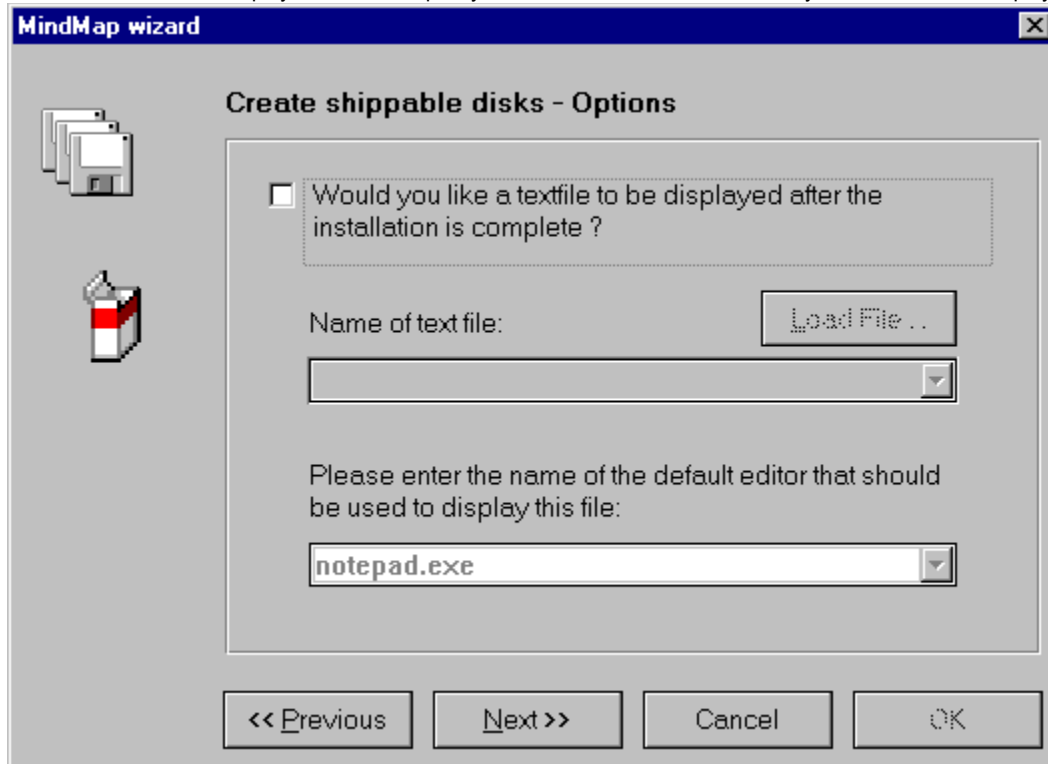 MindMap wizard
Create shippable disks - Options
Would you like a textfile to be displayed after the
installation is complete ?
Name of text file:
Load File . .
Please enter the name of the default editor that should
be used to display this file:
notepad.exe
<< Previous
Next >>
Cancel
OK